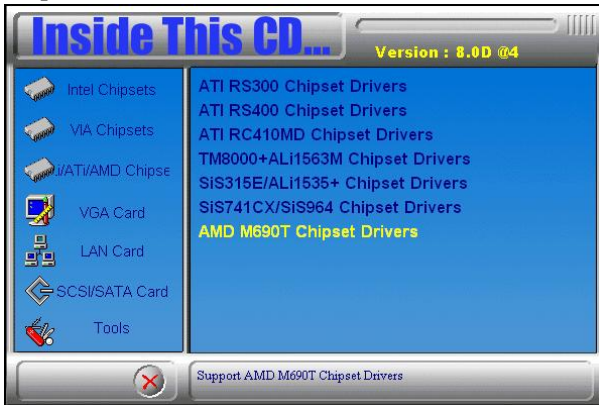 Inside This CD...
Version : 8.0D @4
Intel Chipsets
VIA Chipsets
.i/ATi/AMD Chipse
VGA Card
LAN Card
SCSI/SATA Card
Tools
ATI RS300 Chipset Drivers
ATI RS400 Chipset Drivers
ATI RC410MD Chipset Drivers
TM8000+ALi1563M Chipset Drivers
SiS315E/ALi1535+ Chipset Drivers
SiS741CX/SiS964 Chipset Drivers
AMD M690T Chipset Drivers
Support AMD M690T Chipset Drivers